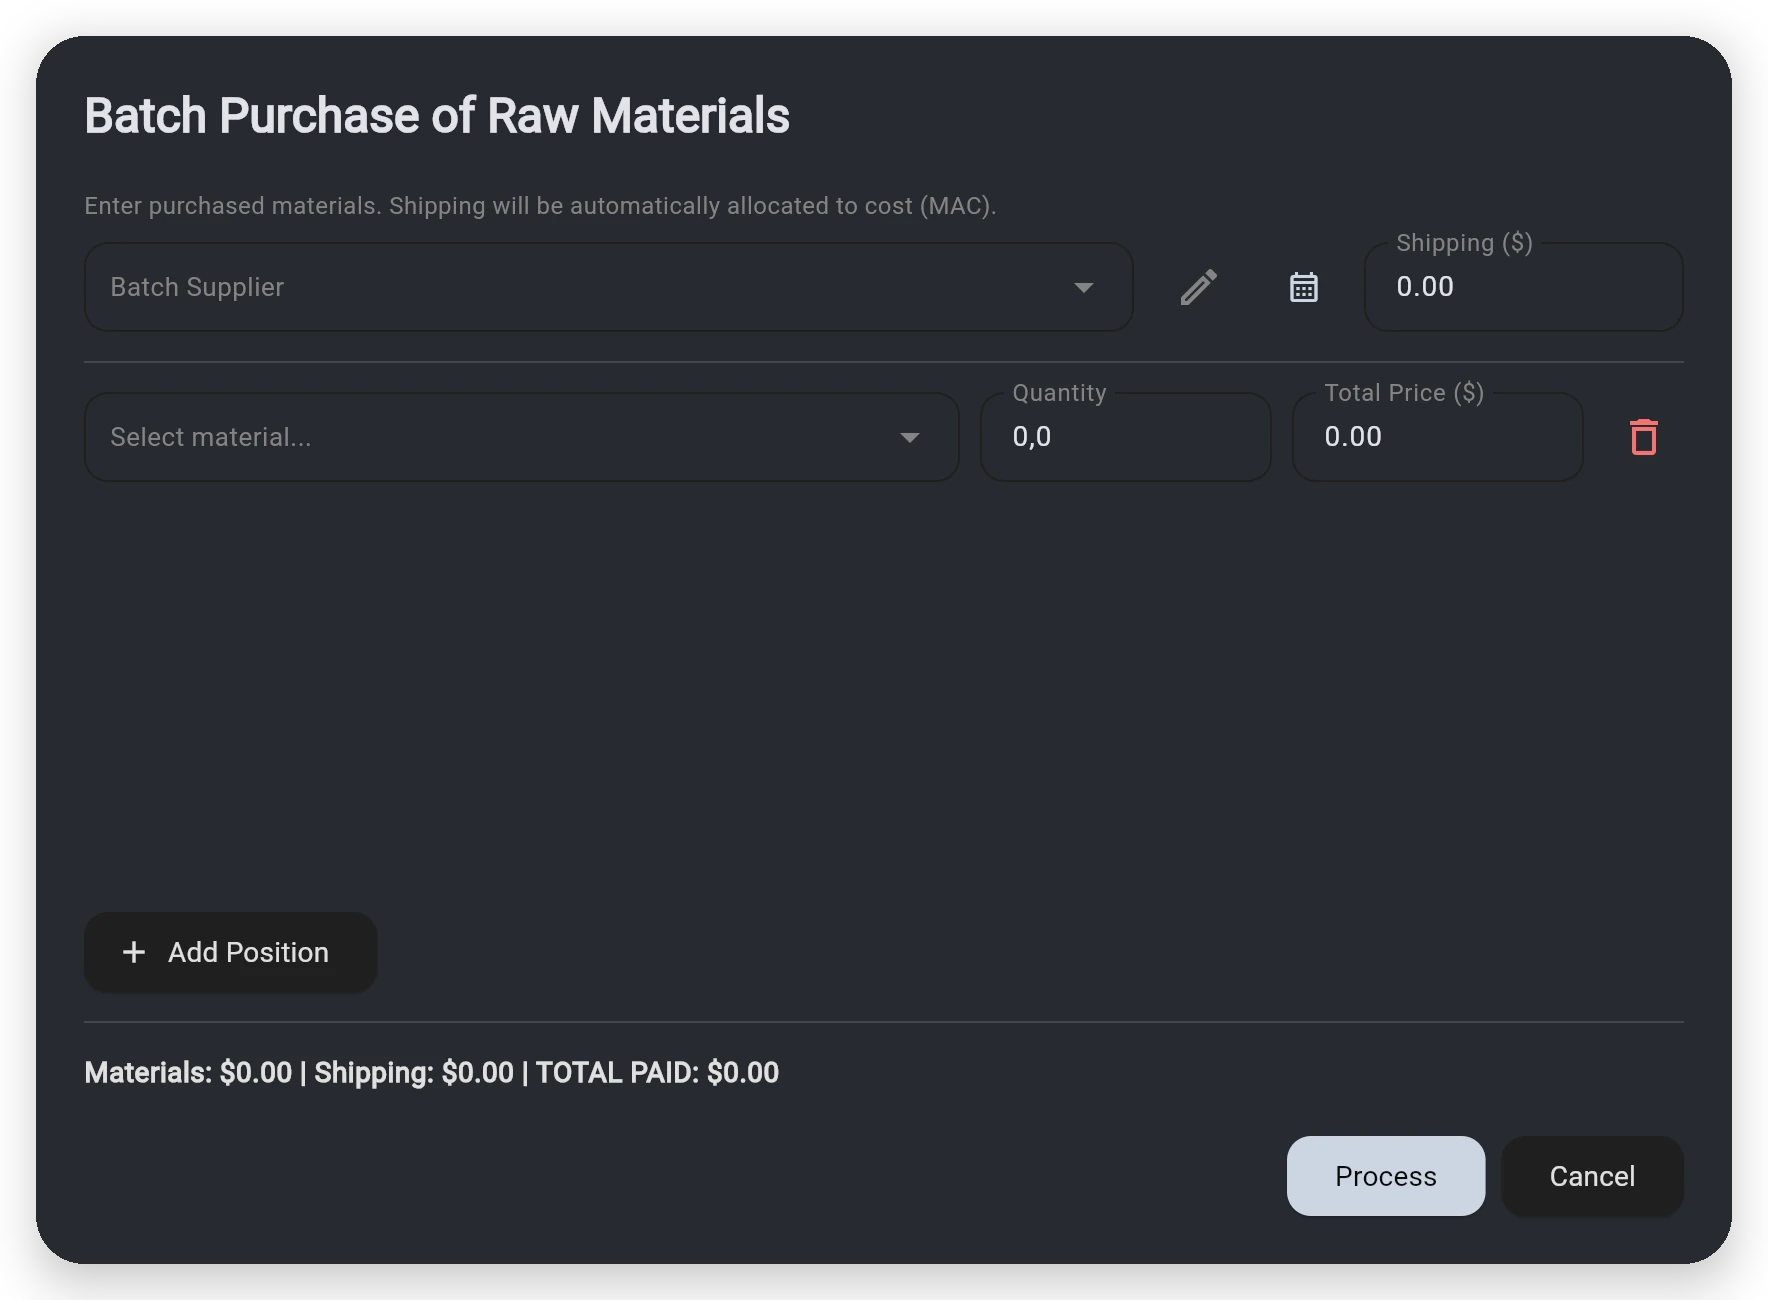 Batch Purchase of Raw Materials
Enter purchased materials. Shipping will be automatically allocated to cost (MAC).
Batch Supplier
Shipping ($)
0.00
Select material...
Quantity
0,0
Total Price ($)
0.00
+ Add Position
Materials: $0.00 | Shipping: $0.00 | TOTAL PAID: $0.00
Process
Cancel